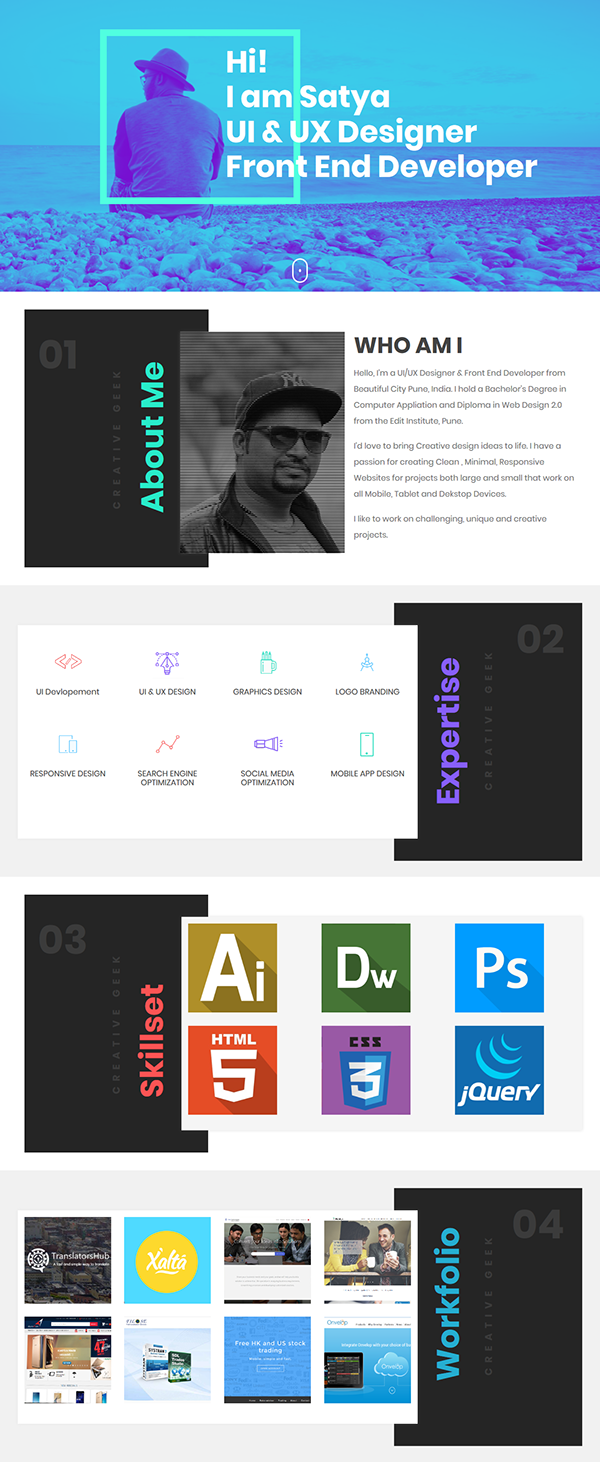 Hi!
I am Satya
UI & UX Designer
Front End Developer
01
CREATIVE GEEK
About Me
WHO AM I
Hello, I'm a UI/UX Designer & Front End Developer from
Beautiful City Pune, India. I hold a Bachelor's Degree in
Computer Appliation and Diploma in Web Design 2.0
from the Edit Institute, Pune.
I'd love to bring Creative design ideas to life. I have a
passion for creating Clean , Minimal, Responsive
Websites for projects both large and small that work on
all Mobile, Tablet and Dekstop Devices.
I like to work on challenging, unique and creative
projects.
02
CREATIVE GEEK
Expertise
UI Devlopement
UI & UX DESIGN
GRAPHICS DESIGN
LOGO BRANDING
RESPONSIVE DESIGN
SEARCH ENGINE
OPTIMIZATION
SOCIAL MEDIA
OPTIMIZATION
MOBILE APP DESIGN
03
CREATIVE GEEK
Skillset
Ai
Dw
Ps
HTML
5
CSS
3
jQuery
04
CREATIVE GEEK
Workfolio
TranslatorsHub
A fast and simple way to translate
Xalta
Free HK and US stock
trading
OnveUp